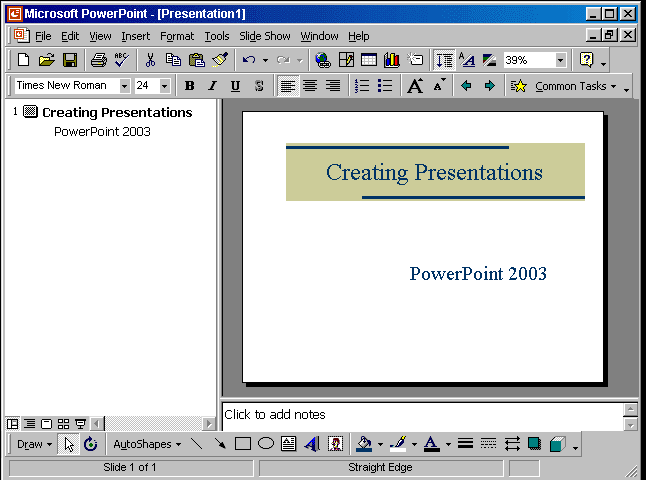 Microsoft PowerPoint - [Presentation1]
File Edit View Insert Format Tools Slide Show Window Help
39%
Times New Roman 24 B I U S A A Common Tasks
1 Creating Presentations
PowerPoint 2003
Creating Presentations
PowerPoint 2003
Click to add notes
Draw AutoShapes A A
Slide 1 of 1 Straight Edge